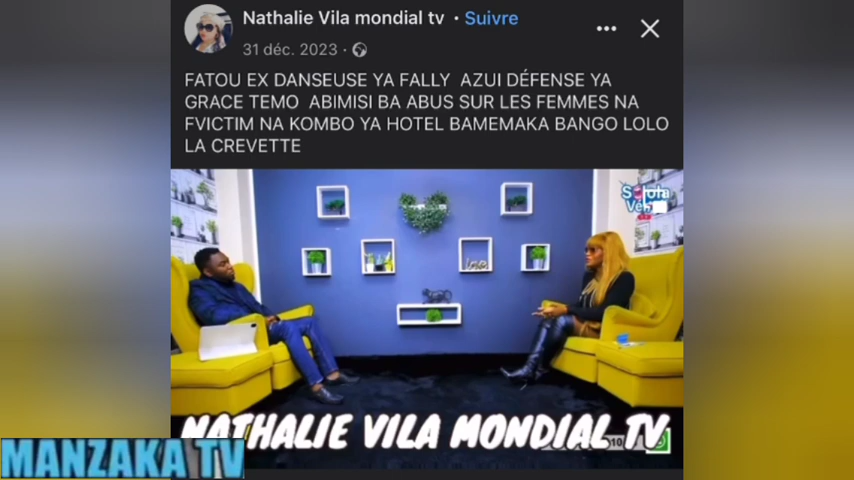 Nathalie Vila mondial tv · Suivre
31 déc. 2023 ·
FATOU EX DANSEUSE YA FALLY AZUI DÉFENSE YA
GRACE TEMO ABIMISI BA ABUS SUR LES FEMMES NA
FVICTIM NA KOMBO YA HOTEL BAMEMAKA BANGO LOLO
LA CREVETTE
NATHALIE VILA MONDIAL TV
MANZAKA TV